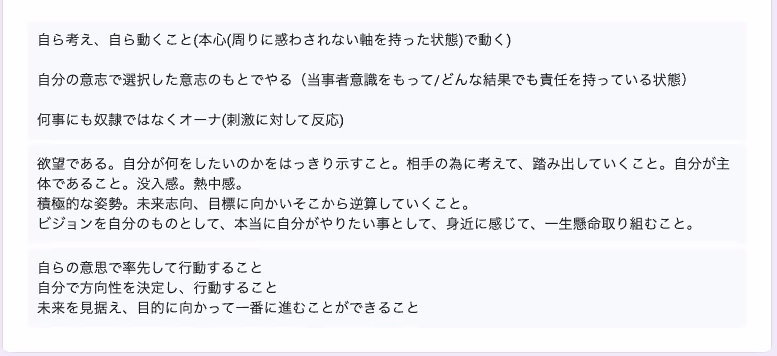 自ら考え、自ら動くこと(本心(周りに惑わされない軸を持った状態)で動く)
自分の意志で選択した意志のもとでやる（当事者意識をもって/どんな結果でも責任を持っている状態）
何事にも奴隷ではなくオーナ(刺激に対して反応)
欲望である。自分が何をしたいのかをはっきり示すこと。相手の為に考えて、踏み出していくこと。自分が主
体であること。没入感。熱中感。
積極的な姿勢。未来志向、目標に向かいそこから逆算していくこと。
ビジョンを自分のものとして、本当に自分がやりたい事として、身近に感じて、一生懸命取り組むこと。
自らの意思で率先して行動すること
自分で方向性を決定し、行動すること
未来を見据え、目的に向かって一番に進むことができること